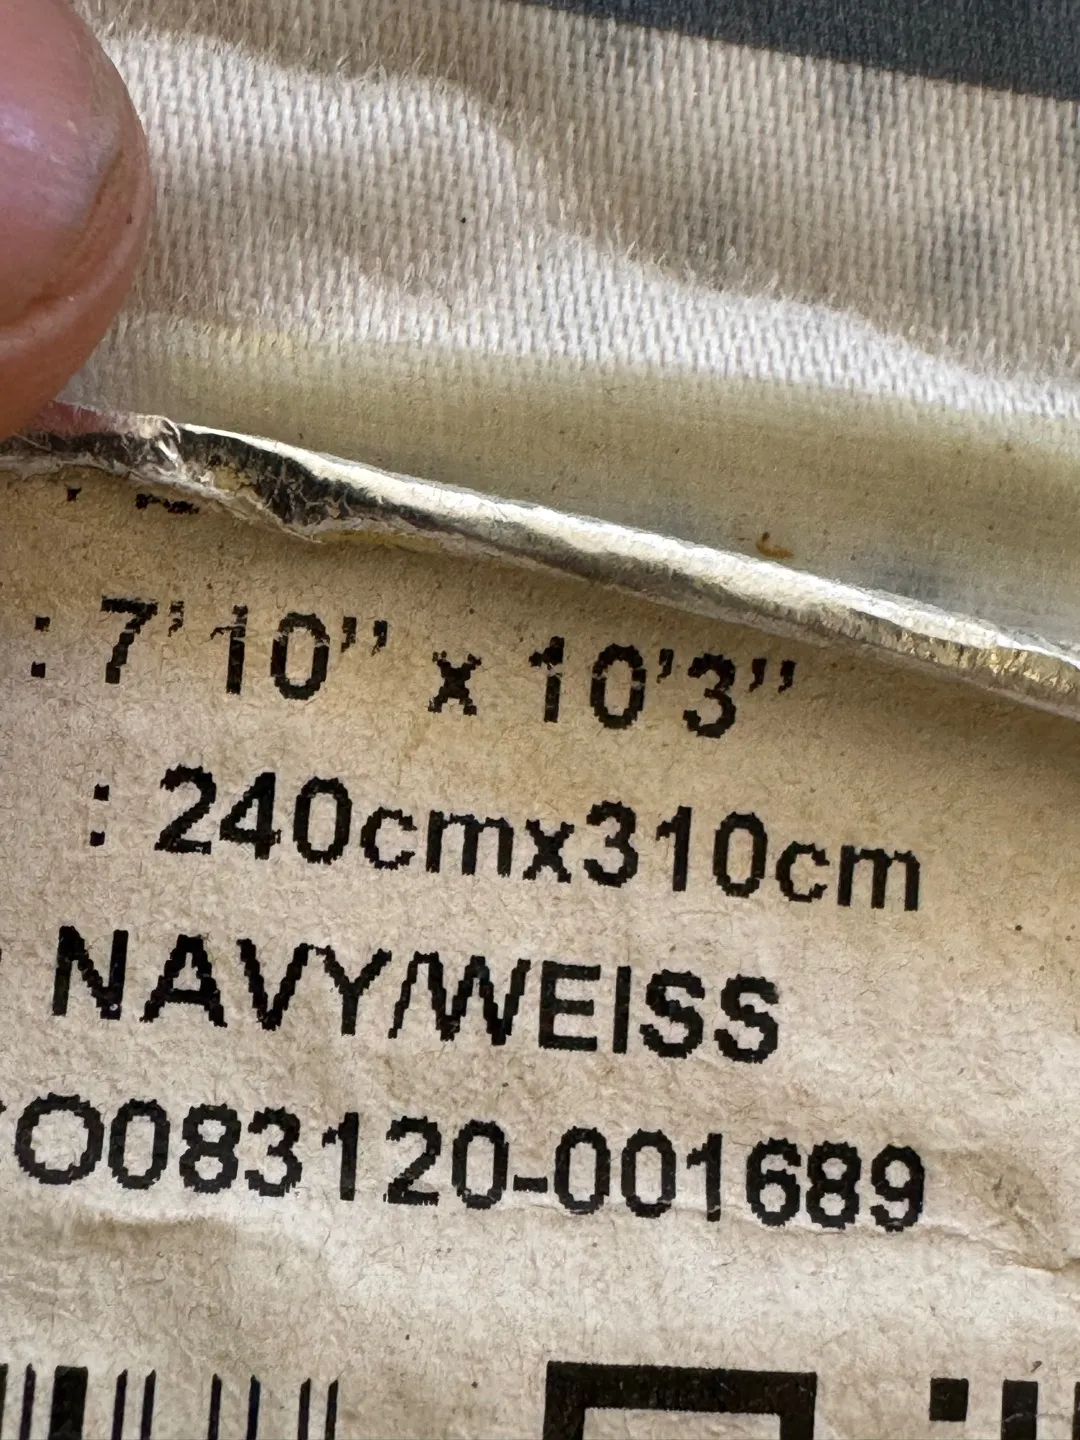 : 7'10" x 10'3"
: 240cmx310cm
NAVY/WEISS
O083120-001689